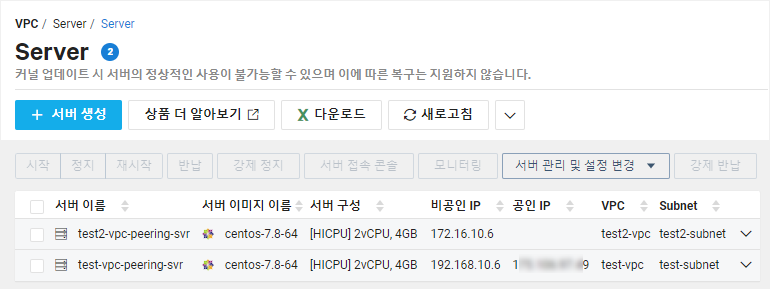 VPC / Server / Server
Server 2
커널 업데이트 시 서버의 정상적인 사용이 불가능할 수 있으며 이에 따른 복구는 지원하지 않습니다.
+ 서버 생성 상품 더 알아보기 다운로드 새로고침
시작 정지 재시작 반납 강제 정지 서버 접속 콘솔 모니터링 서버 관리 및 설정 변경 강제 반납
서버 이름 서버 이미지 이름 서버 구성 비공인 IP 공인 IP VPC Subnet
test2-vpc-peering-svr centos-7.8-64 [HICPU] 2vCPU, 4GB 172.16.10.6 test2-vpc test2-subnet
test-vpc-peering-svr centos-7.8-64 [HICPU] 2vCPU, 4GB 192.168.10.6 test-vpc test-subnet